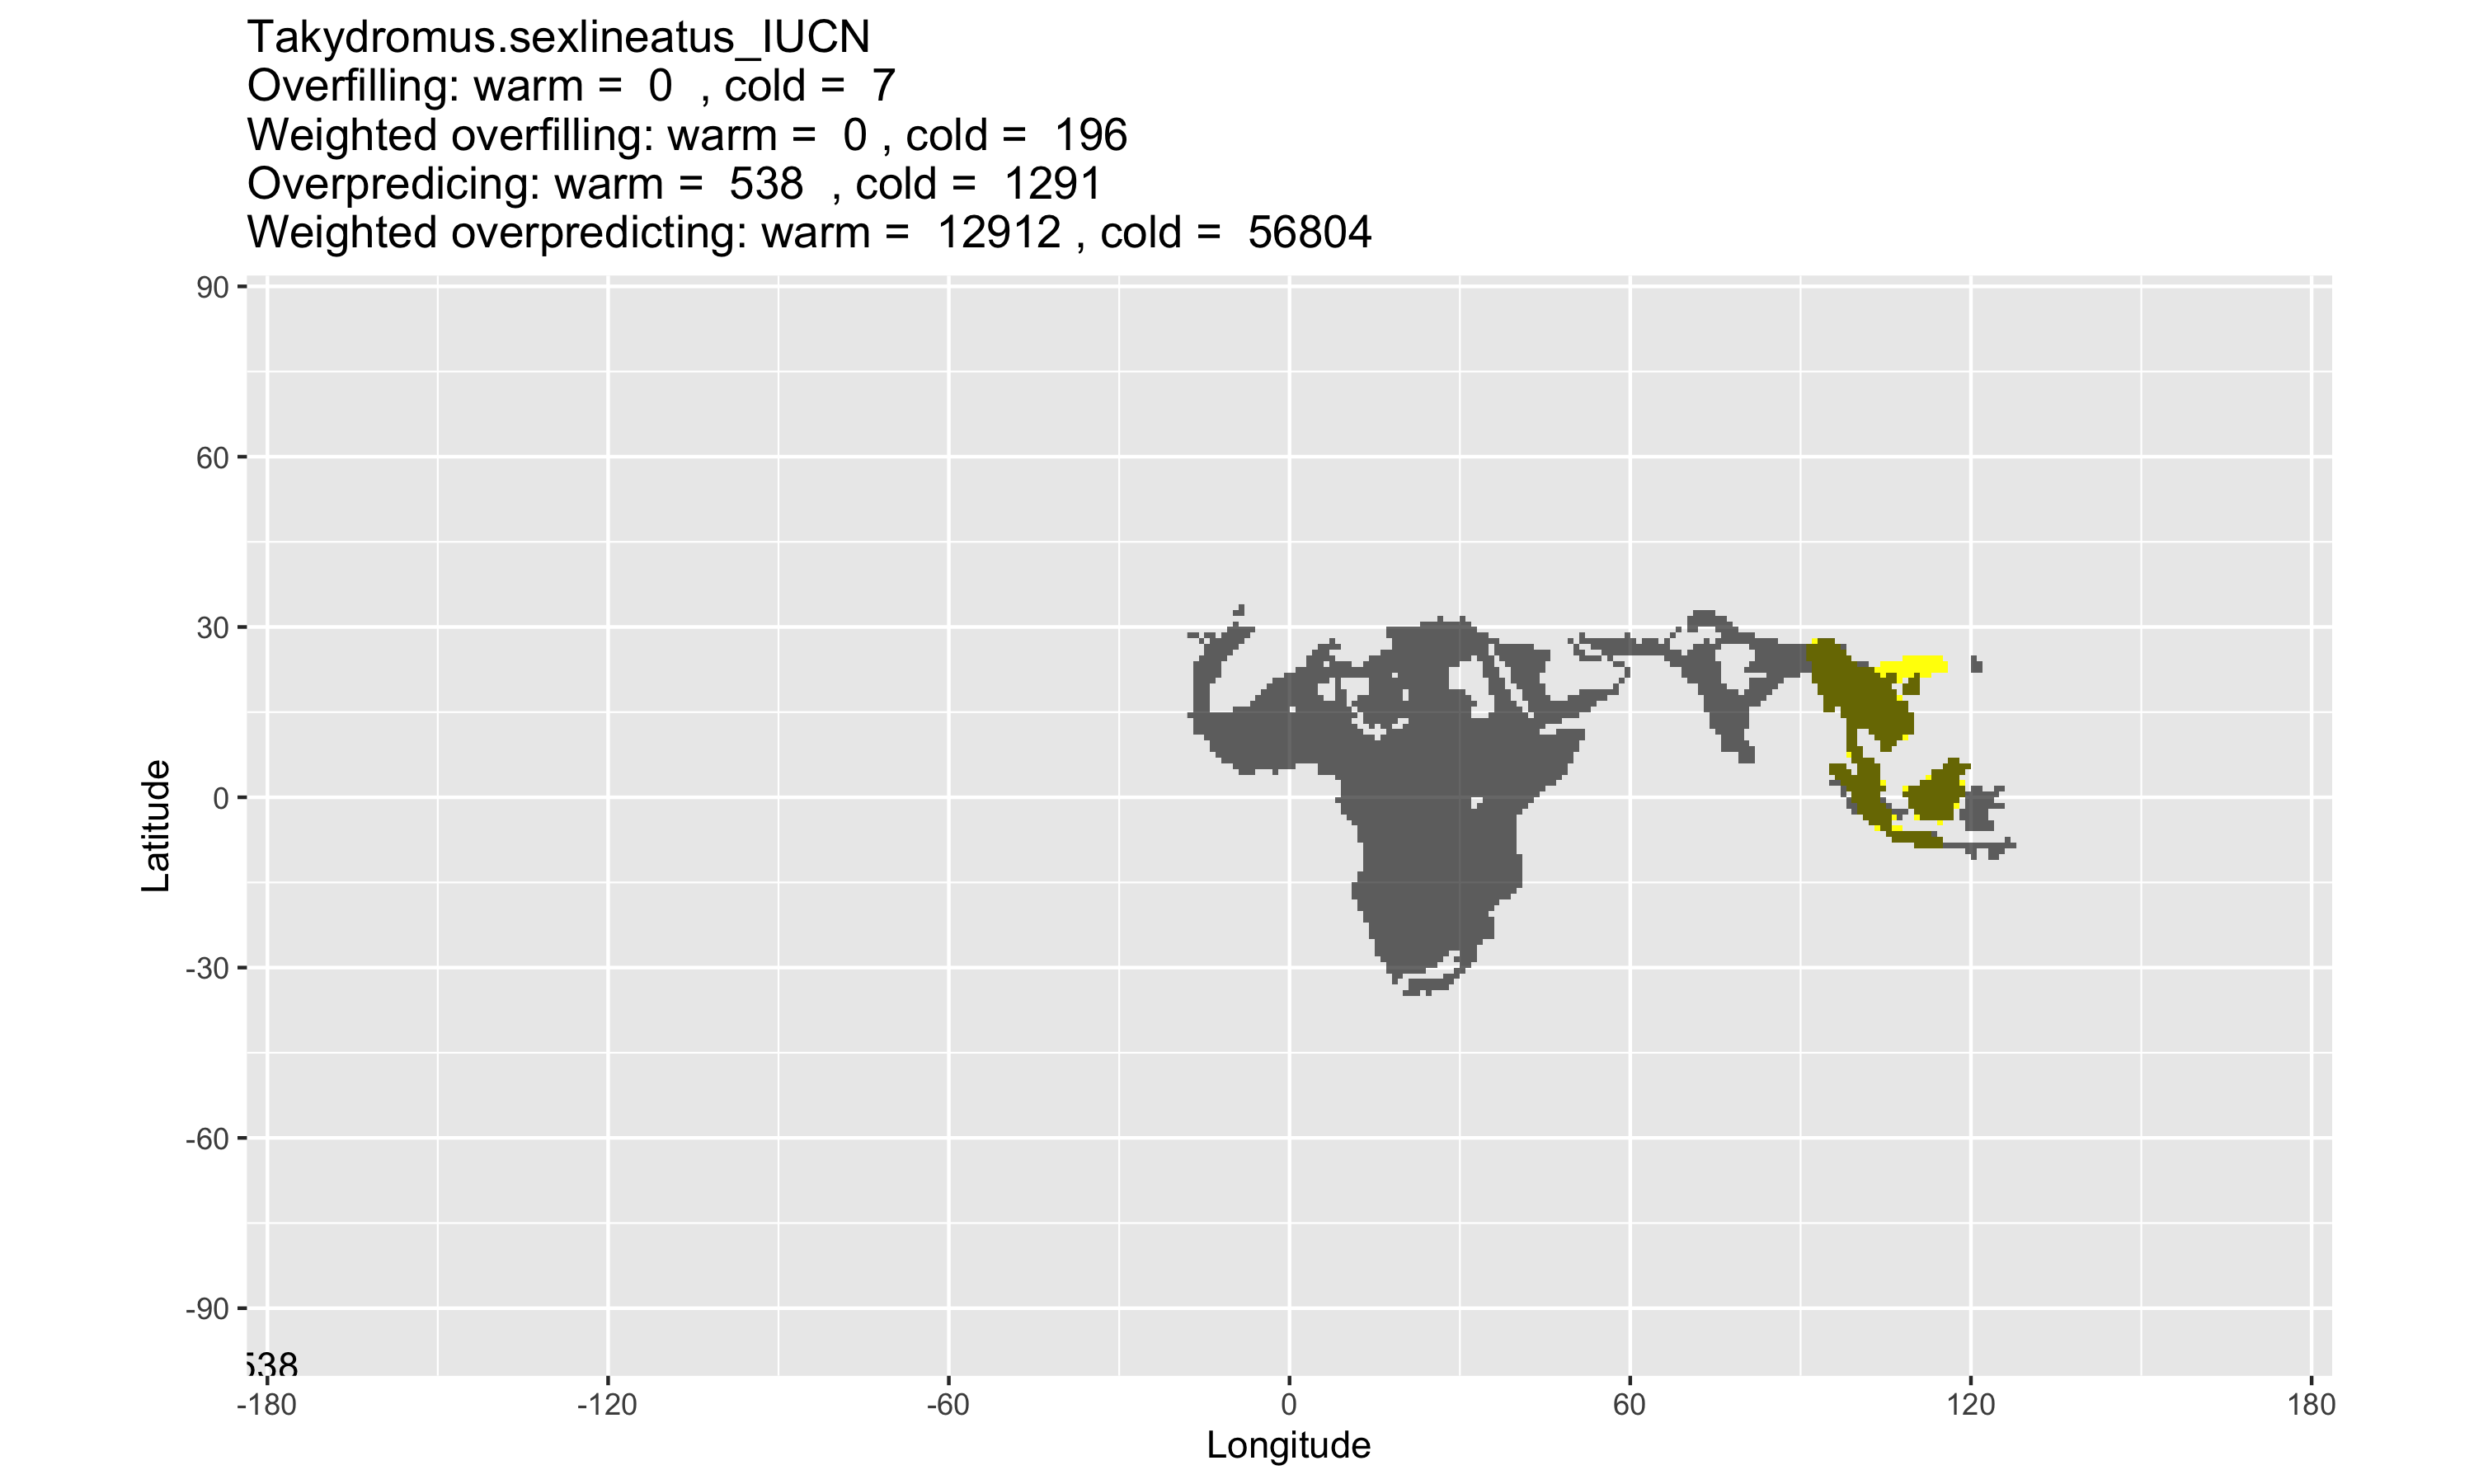 Takydromus.sexlineatus_IUCN
Overfilling: warm =  0  , cold =  7
Weighted overfilling: warm =  0 , cold =  196
Overpredicing: warm =  538  , cold =  1291
Weighted overpredicting: warm =  12912 , cold =  56804
90
60
30
0
-30
-60
-90
Latitude
538
-180
-120
-60
0
60
120
180
Longitude